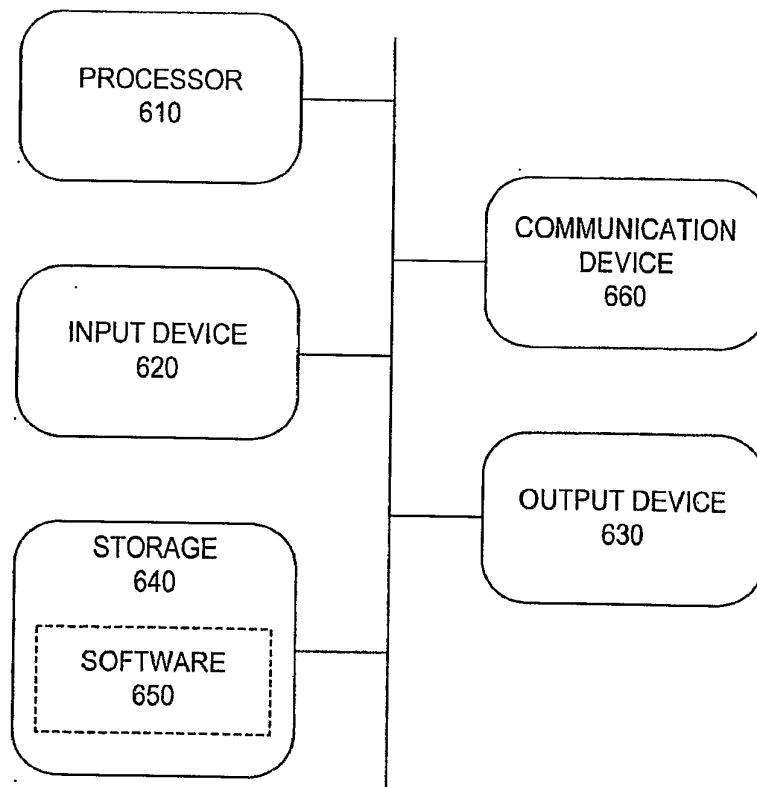 PROCESSOR
610
COMMUNICATION
DEVICE
660
INPUT DEVICE
620
OUTPUT DEVICE
630
STORAGE
640
SOFTWARE
650